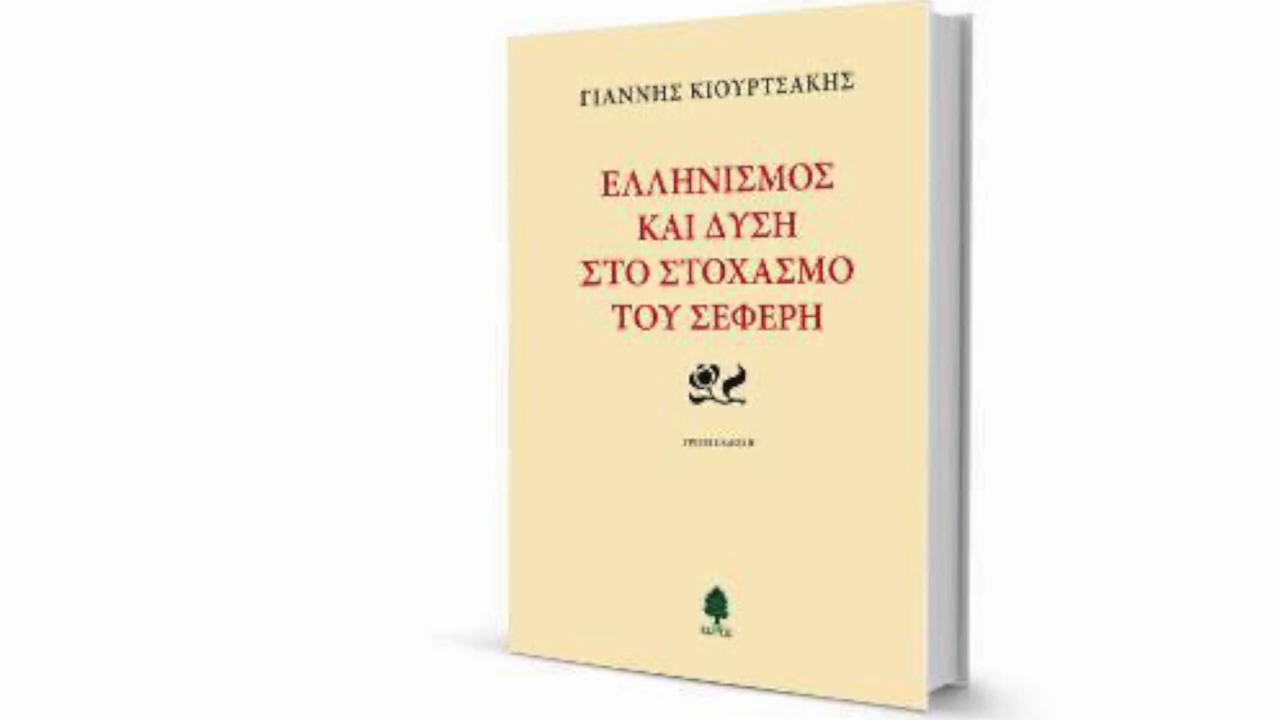 ΓΙΑΝΝΗΣ ΚΙΟΥΡΤΣΑΚΗΣ
ΕΛΛΗΝΙΣΜΟΣ
ΚΑΙ ΔΥΣΗ
ΣΤΟ ΣΤΟΧΑΣΜΟ
ΤΟΥ ΣΕΦΕΡΗ